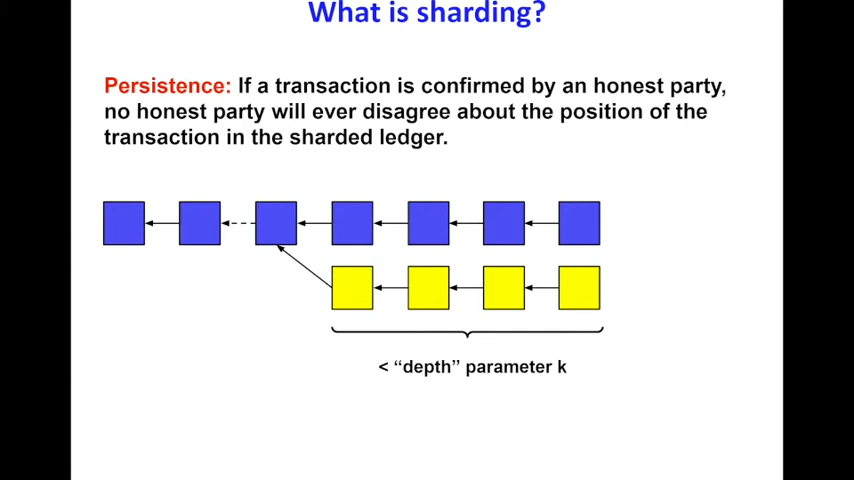 What is sharding?
Persistence: If a transaction is confirmed by an honest party,
no honest party will ever disagree about the position of the
transaction in the sharded ledger.
< “depth” parameter k